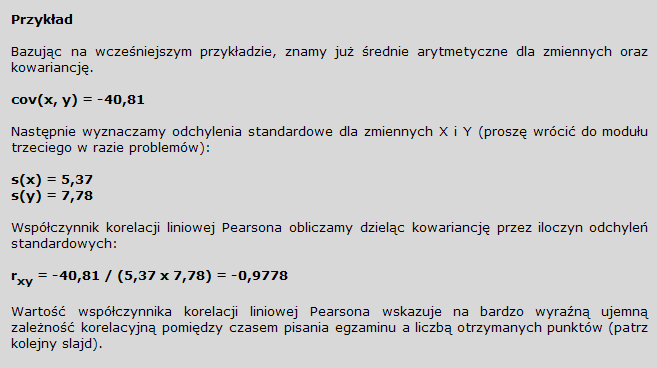 Przykład
Bazując na wcześniejszym przykładzie, znamy już średnie arytmetyczne dla zmiennych oraz
kowariancję.
cov(x, y) = -40,81
Następnie wyznaczamy odchylenia standardowe dla zmiennych X i Y (proszę wrócić do modułu
trzeciego w razie problemów):
s(x) = 5,37
s(y) = 7,78
Współczynnik korelacji liniowej Pearsona obliczamy dzieląc kowariancję przez iloczyn odchyleń
standardowych:
rxy = -40,81 / (5,37 x 7,78) = -0,9778
Wartość współczynnika korelacji liniowej Pearsona wskazuje na bardzo wyraźną ujemną
zależność korelacyjną pomiędzy czasem pisania egzaminu a liczbą otrzymanych punktów (patrz
kolejny slajd).